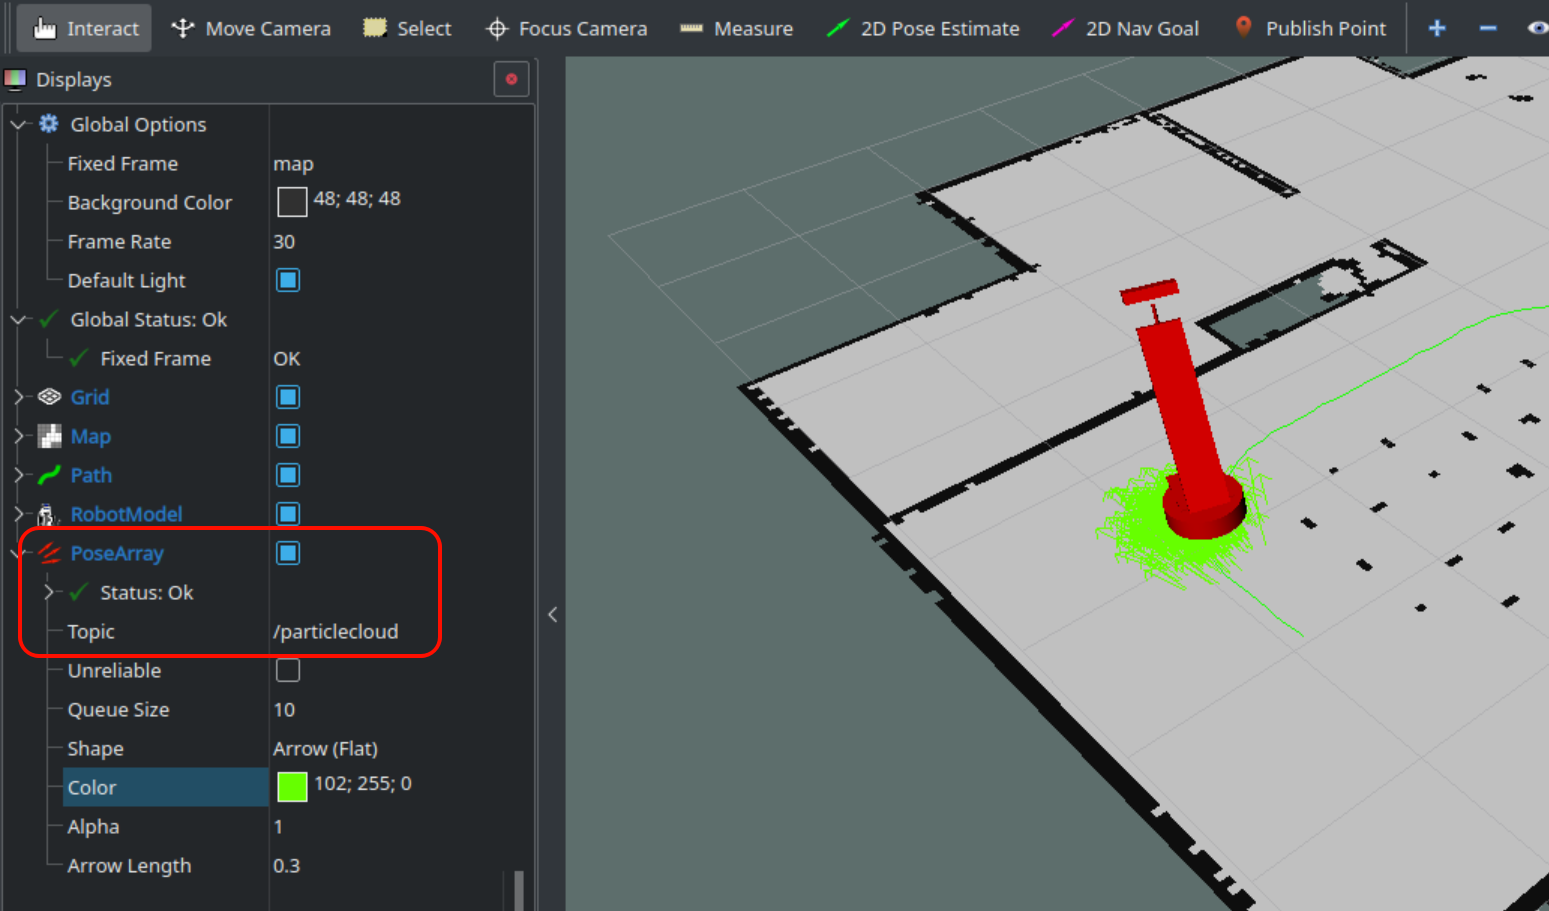 Interact Move Camera Select Focus Camera Measure 2D Pose Estimate 2D Nav Goal Publish Point
Displays
Global Options
Fixed Frame map
Background Color 48; 48; 48
Frame Rate 30
Default Light
Global Status: Ok
Fixed Frame OK
Grid
Map
Path
RobotModel
PoseArray
Status: Ok
Topic /particlecloud
Unreliable
Queue Size 10
Shape Arrow (Flat)
Color 102; 255; 0
Alpha 1
Arrow Length 0.3